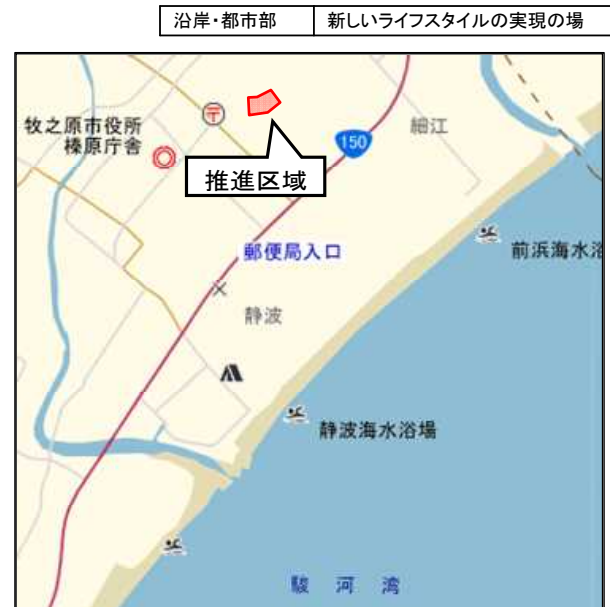 沿岸・都市部 新しいライフスタイルの実現の場
牧之原市役所
榛原庁舎
〒
推進区域
150
細江
郵便局入口
前浜海水浴
静波
静波海水浴場
駿河湾